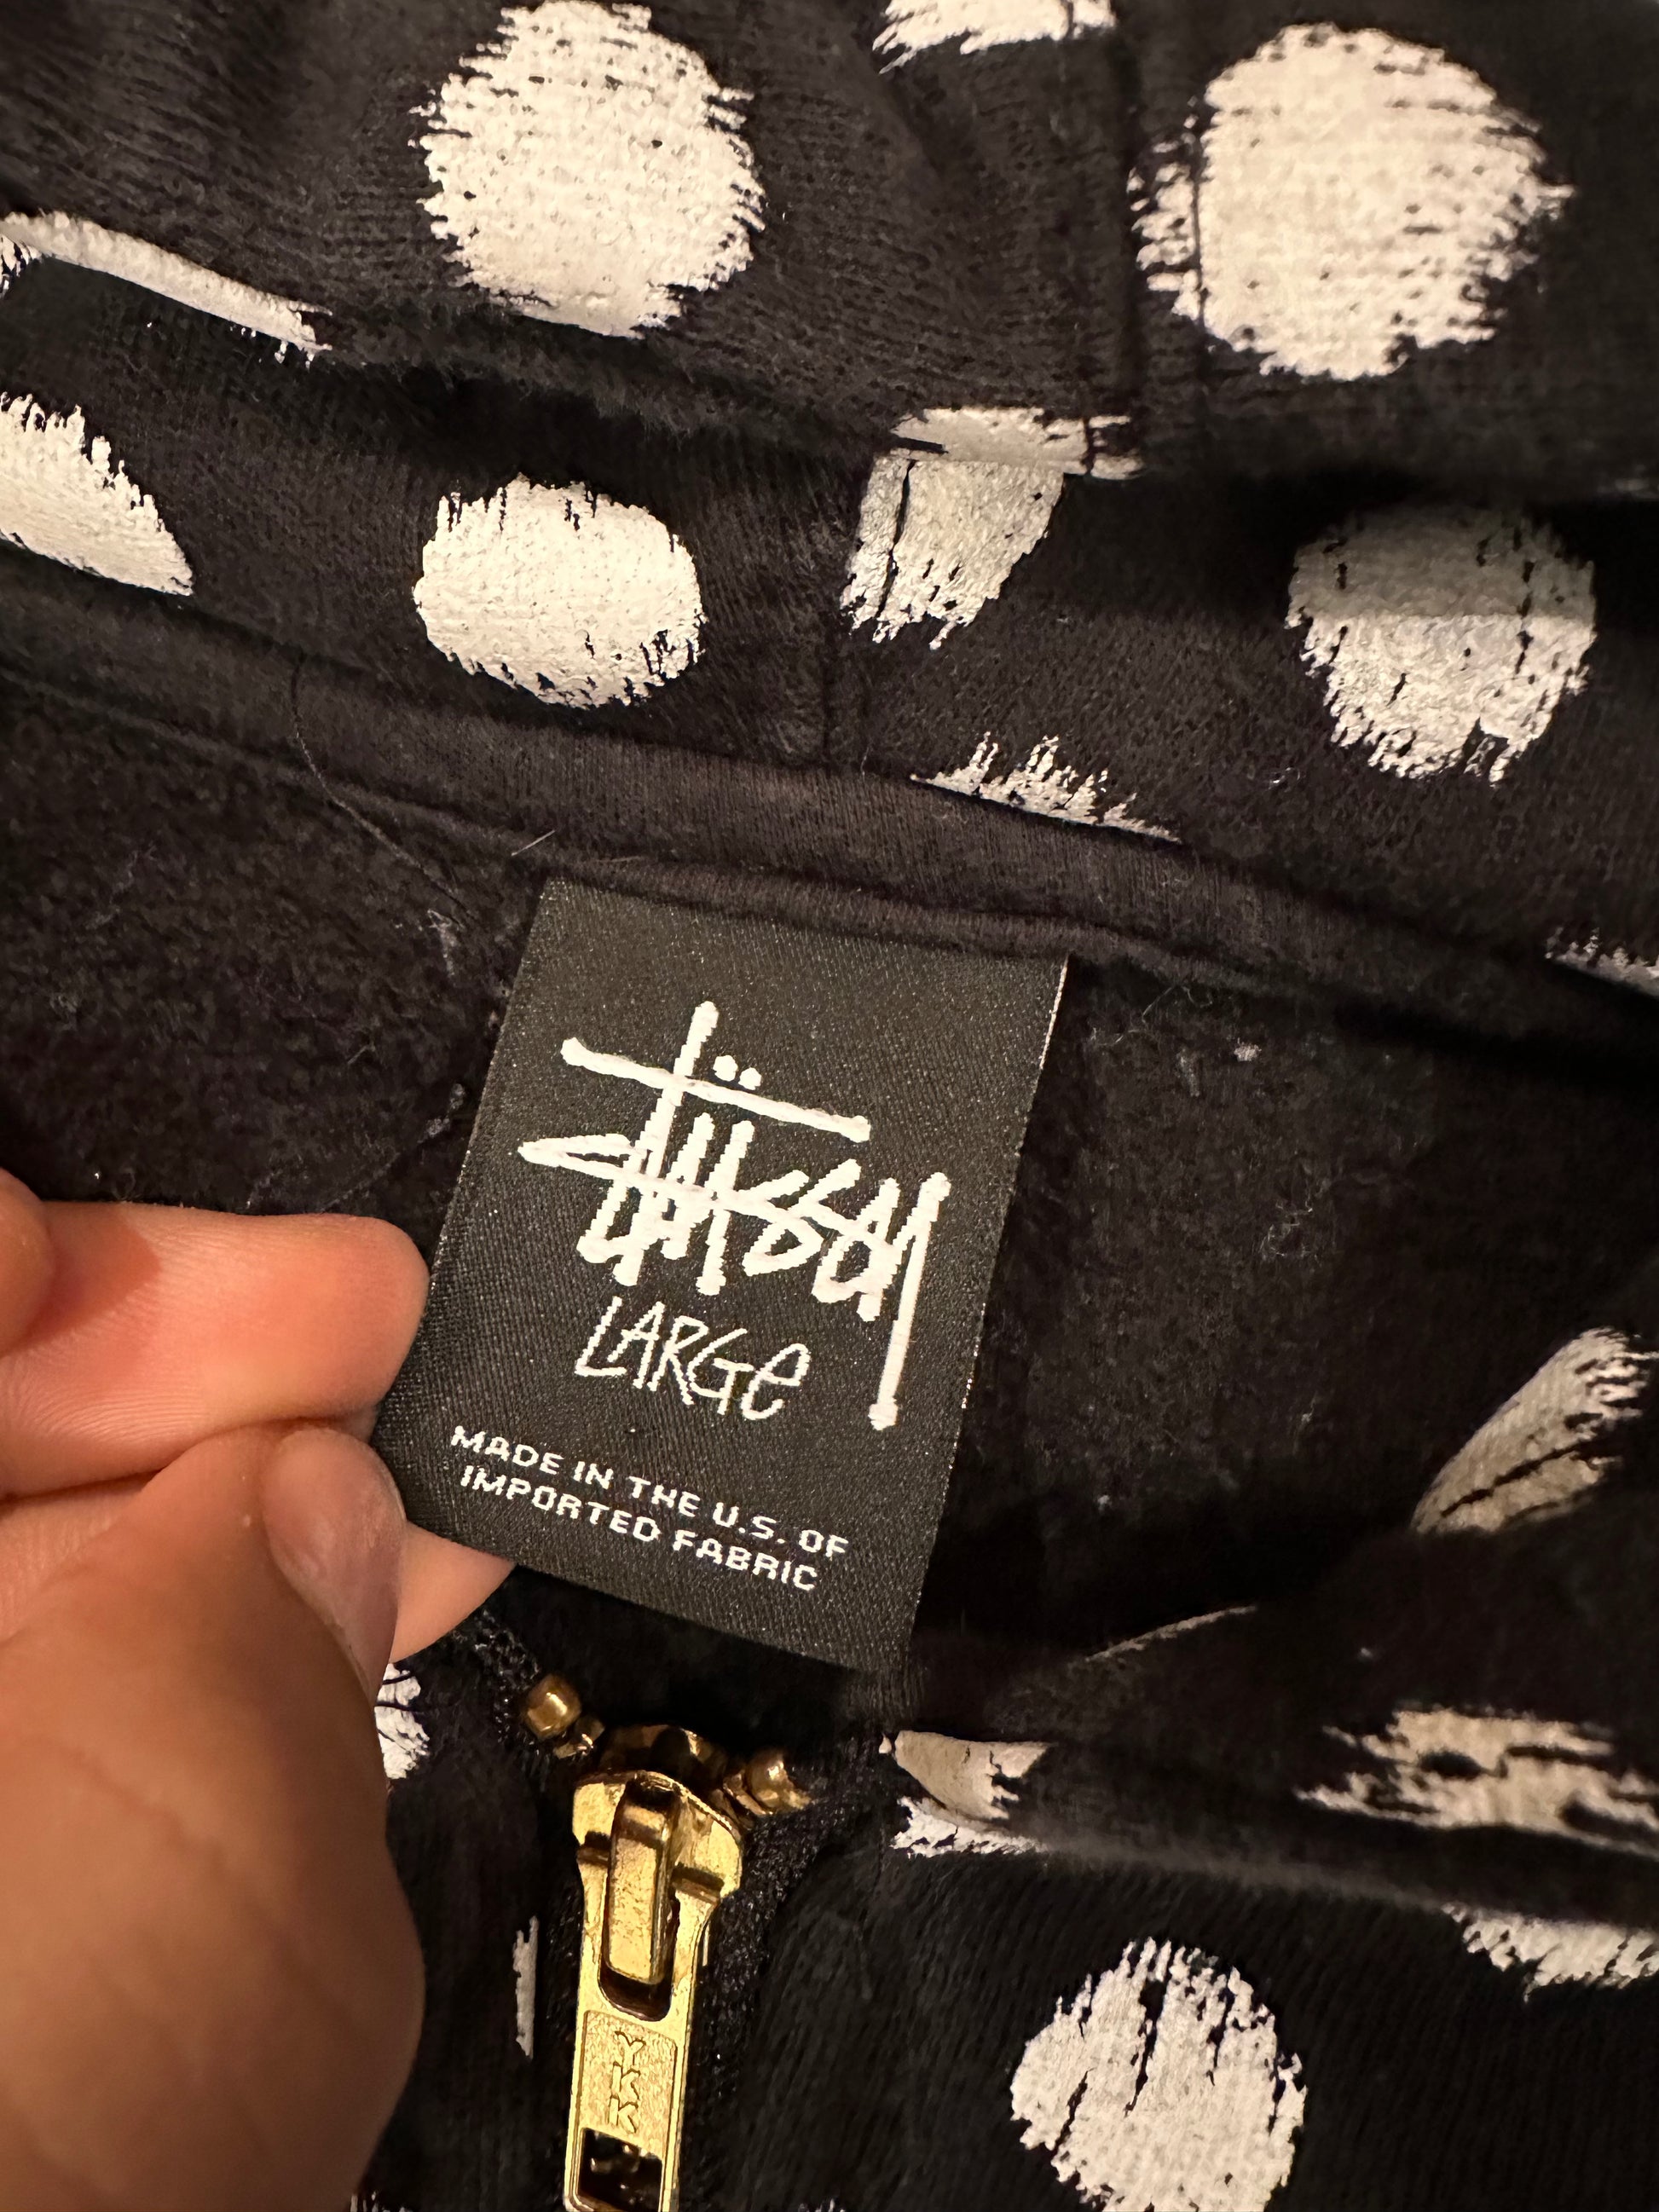 Stüssy
LARGe
MADE IN THE U.S. OF
IMPORTED FABRIC
YKK